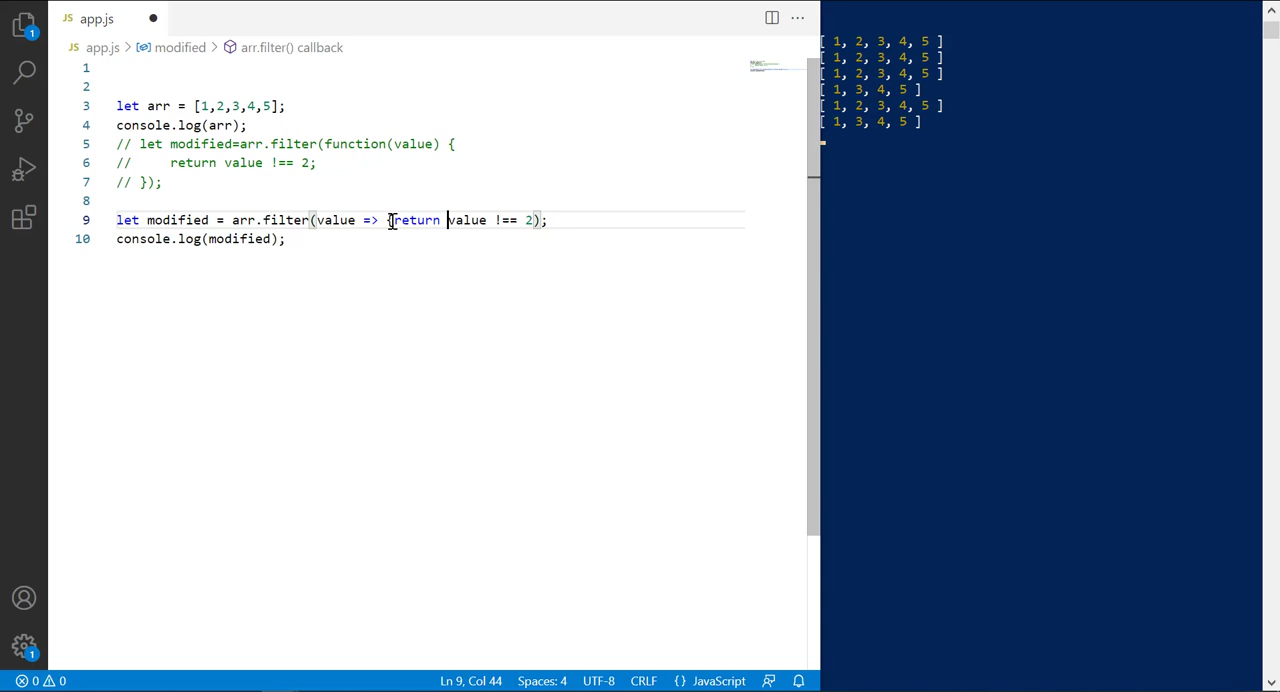 JS app.js
JS app.js > modified > arr.filter() callback
1
2
3 let arr = [1,2,3,4,5];
4 console.log(arr);
5 // let modified=arr.filter(function(value) {
6 //     return value !== 2;
7 // });
8
9 let modified = arr.filter(value => {return value !== 2);
10 console.log(modified);
[ 1, 2, 3, 4, 5 ]
[ 1, 2, 3, 4, 5 ]
[ 1, 2, 3, 4, 5 ]
[ 1, 3, 4, 5 ]
[ 1, 2, 3, 4, 5 ]
[ 1, 3, 4, 5 ]
1
1
0 0 Ln 9, Col 44 Spaces: 4 UTF-8 CRLF {} JavaScript